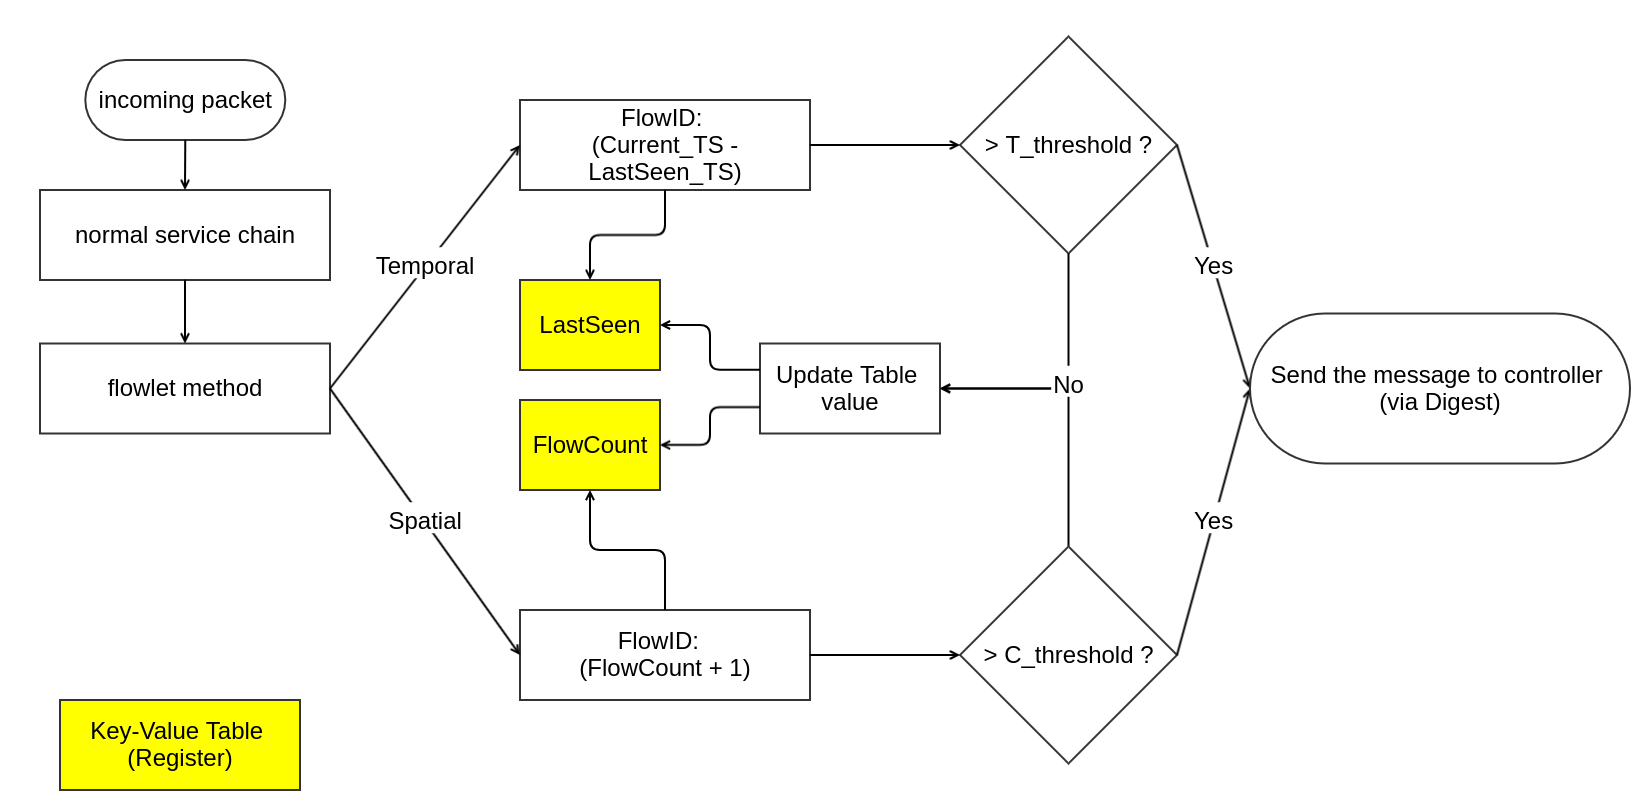 incoming packet
normal service chain
flowlet method
Temporal
Spatial
FlowID:
(Current_TS -
LastSeen_TS)
LastSeen
FlowCount
Update Table
value
FlowID:
(FlowCount + 1)
> T_threshold ?
No
> C_threshold ?
Yes
Yes
Send the message to controller
(via Digest)
Key-Value Table
(Register)